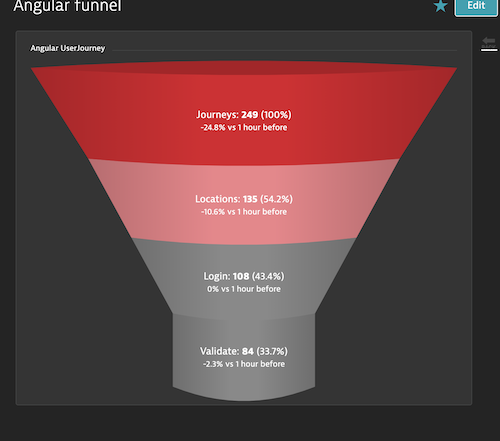 Angular funnel
Edit
Angular UserJourney
Journeys: 249 (100%)
-24.8% vs 1 hour before
Locations: 135 (54.2%)
-10.6% vs 1 hour before
Login: 108 (43.4%)
0% vs 1 hour before
Validate: 84 (33.7%)
-2.3% vs 1 hour before